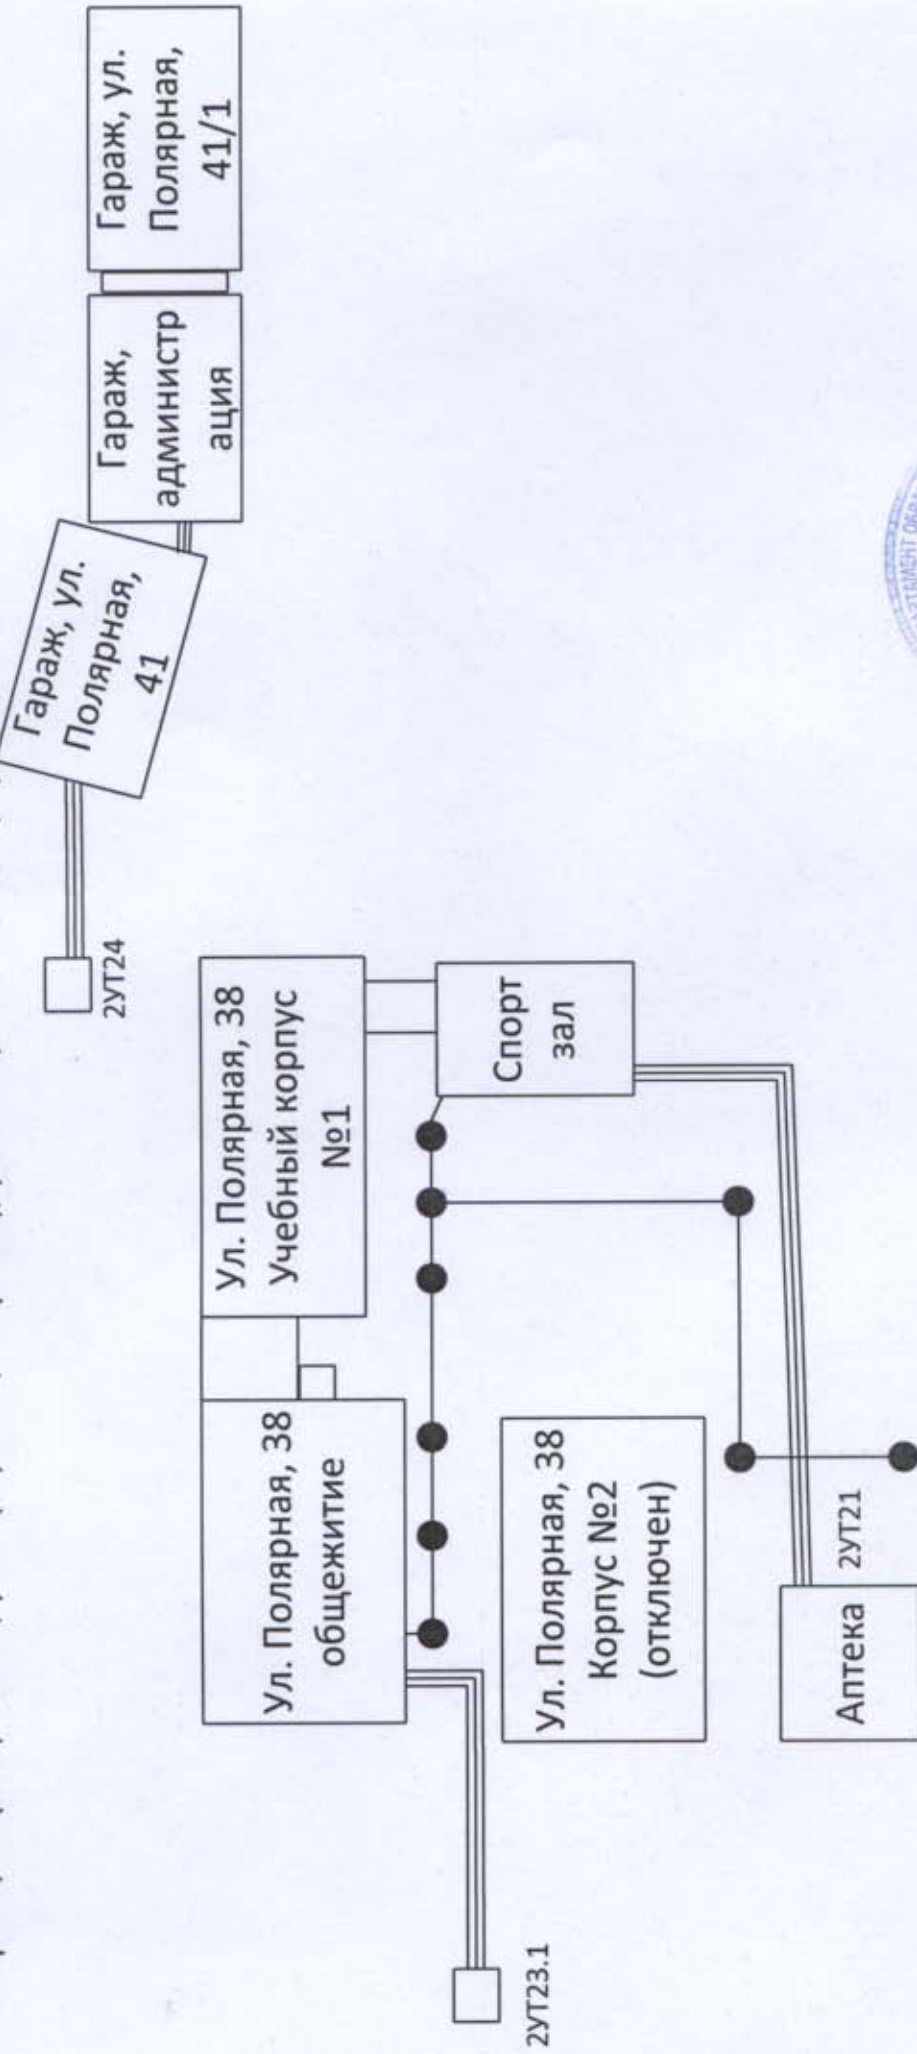 Гараж, ул.
Полярная,
41
Гараж,
администр
ация
Гараж, ул.
Полярная,
41/1
2УТ24
Ул. Полярная, 38
общежитие
Ул. Полярная, 38
Учебный корпус
№1
Спорт
зал
Ул. Полярная, 38
Корпус №2
(отключен)
2УТ23.1
Аптека
2УТ21